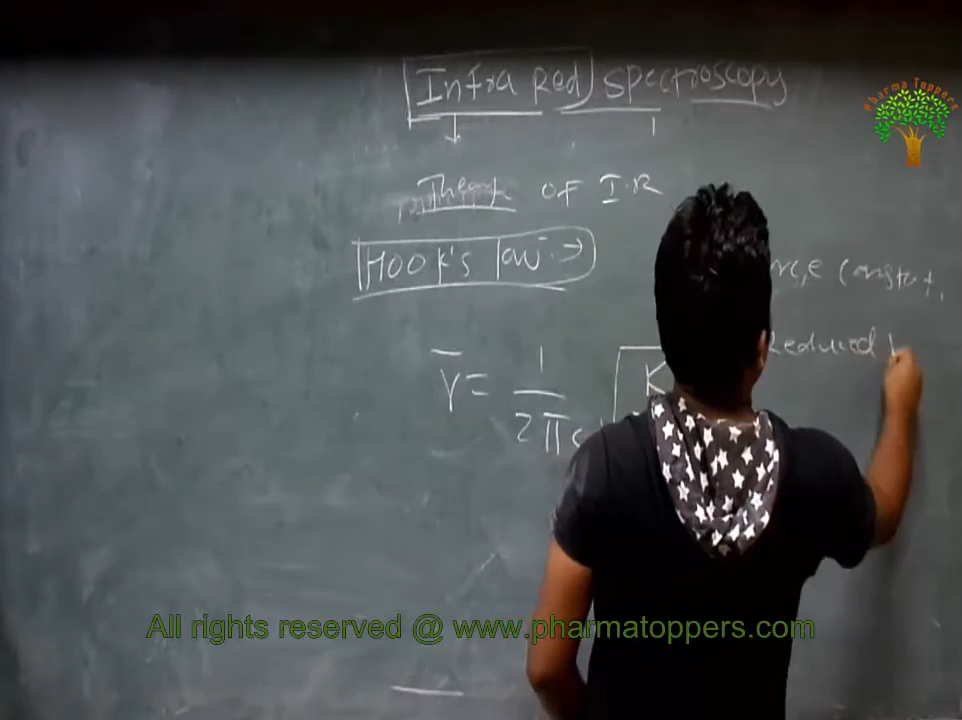 Infra Red spectroscopy
Pharma Toppers
Theory of I.R
HOOK's law →
constant,
Reduced
ν̅ = 1 / 2πc √K
All rights reserved @ www.pharmatoppers.com